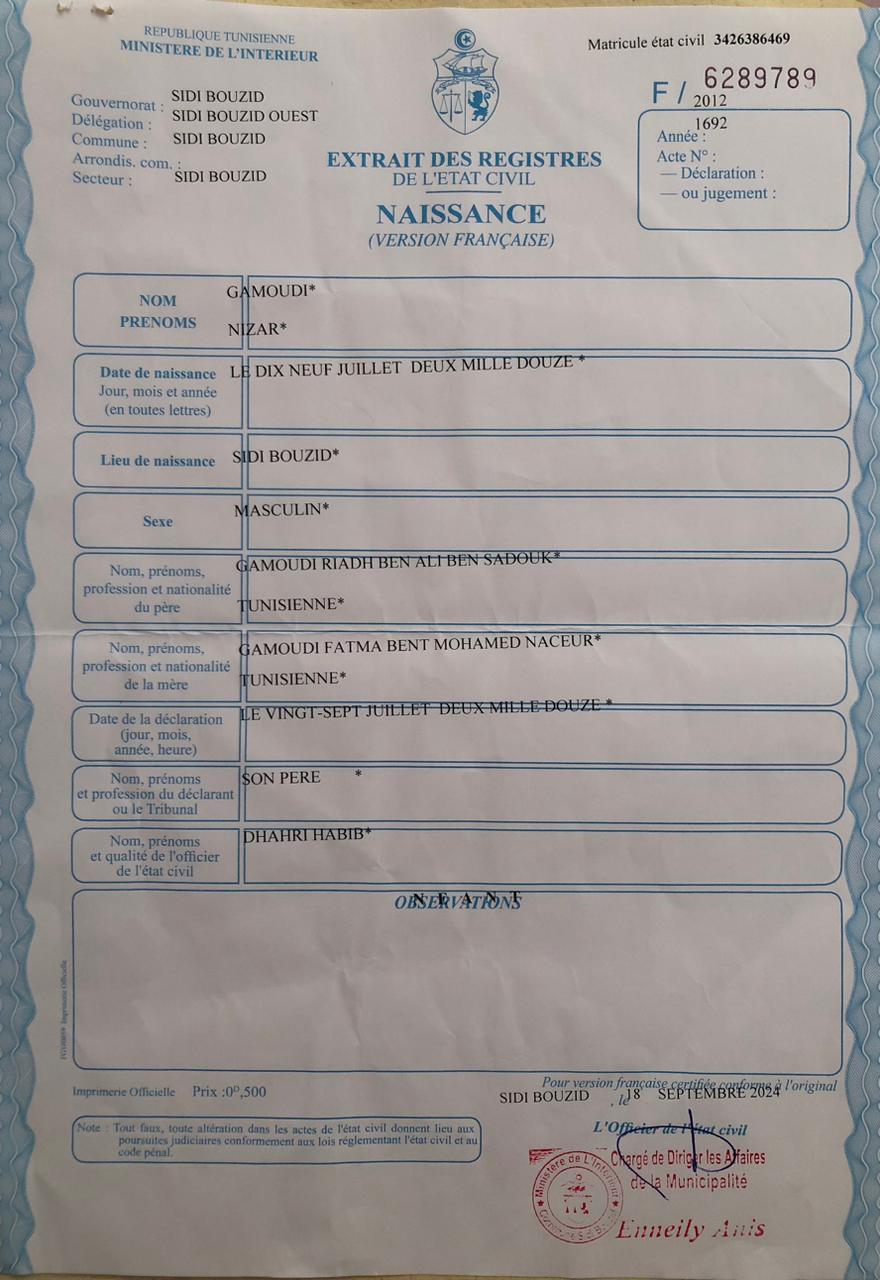 REPUBLIQUE TUNISIENNE
MINISTERE DE L'INTERIEUR
Matricule état civil 3426386469
F / 6289789
2012
1692
Année :
Acte N° :
— Déclaration :
— ou jugement :
Gouvernorat : SIDI BOUZID
Délégation : SIDI BOUZID OUEST
Commune : SIDI BOUZID
Arrondis. com. :
Secteur : SIDI BOUZID
EXTRAIT DES REGISTRES
DE L'ETAT CIVIL
NAISSANCE
(VERSION FRANÇAISE)
NOM
PRENOMS
GAMOUDI*
NIZAR*
Date de naissance
Jour, mois et année
(en toutes lettres)
LE DIX NEUF JUILLET DEUX MILLE DOUZE *
Lieu de naissance
SIDI BOUZID*
Sexe
MASCULIN*
Nom, prénoms,
profession et nationalité
du père
GAMOUDI RIADH BEN ALI BEN SADOUK*
TUNISIENNE*
Nom, prénoms,
profession et nationalité
de la mère
GAMOUDI FATMA BENT MOHAMED NACEUR*
TUNISIENNE*
Date de la déclaration
(jour, mois,
année, heure)
LE VINGT-SEPT JUILLET DEUX MILLE DOUZE *
Nom, prénoms
et profession du déclarant
ou le Tribunal
SON PERE *
Nom, prénoms
et qualité de l'officier
de l'état civil
DHAHRI HABIB*
OBSERVATIONS
NEANT
Imprimerie Officielle
Imprimerie Officielle Prix :0ᴰ,500
Pour version française certifiée conforme à l'original
SIDI BOUZID , le 18 SEPTEMBRE 2024
L'Officier de l'état civil
Note : Tout faux, toute altération dans les actes de l'état civil donnent lieu aux
poursuites judiciaires conformement aux lois réglementant l'état civil et au
code pénal.
Chargé de Diriger les Affaires
de la Municipalité
Ministère de L'Interieur
Enneily Anis